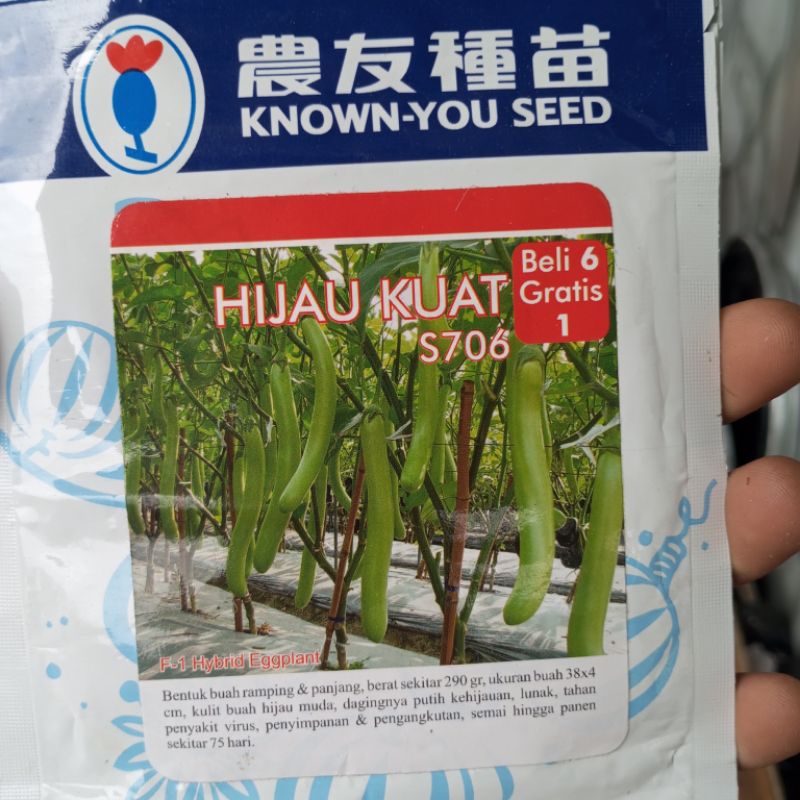 農友種苗
KNOWN-YOU SEED
HIJAU KUAT
S706
Beli 6
Gratis
1
F-1 Hybrid Eggplant
Bentuk buah ramping & panjang, berat sekitar 290 gr, ukuran buah 38x4
cm, kulit buah hijau muda, dagingnya putih kehijauan, lunak, tahan
penyakit virus, penyimpanan & pengangkutan, semai hingga panen
sekitar 75 hari.